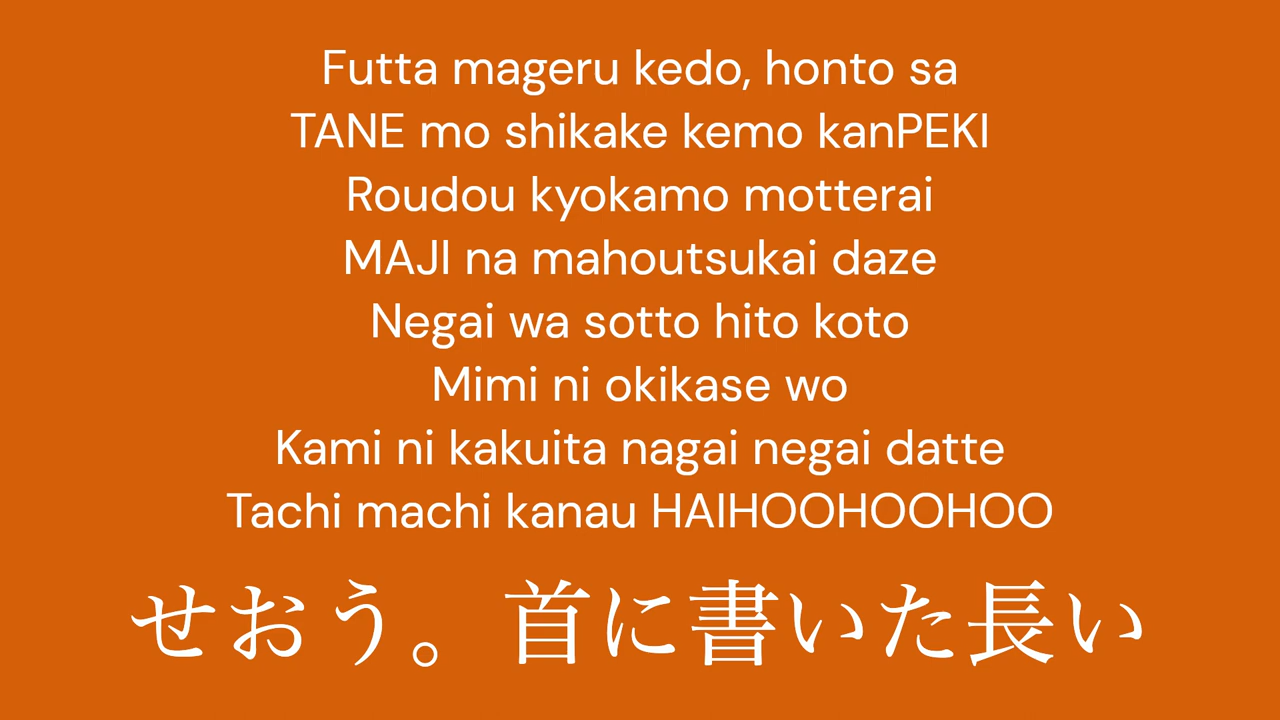 Futta mageru kedo, honto sa
TANE mo shikake kemo kanPEKI
Roudou kyokamo motterai
MAJI na mahoutsukai daze
Negai wa sotto hito koto
Mimi ni okikase wo
Kami ni kakuita nagai negai datte
Tachi machi kanau HAIHOOHOOHOO
せおう。首に書いた長い